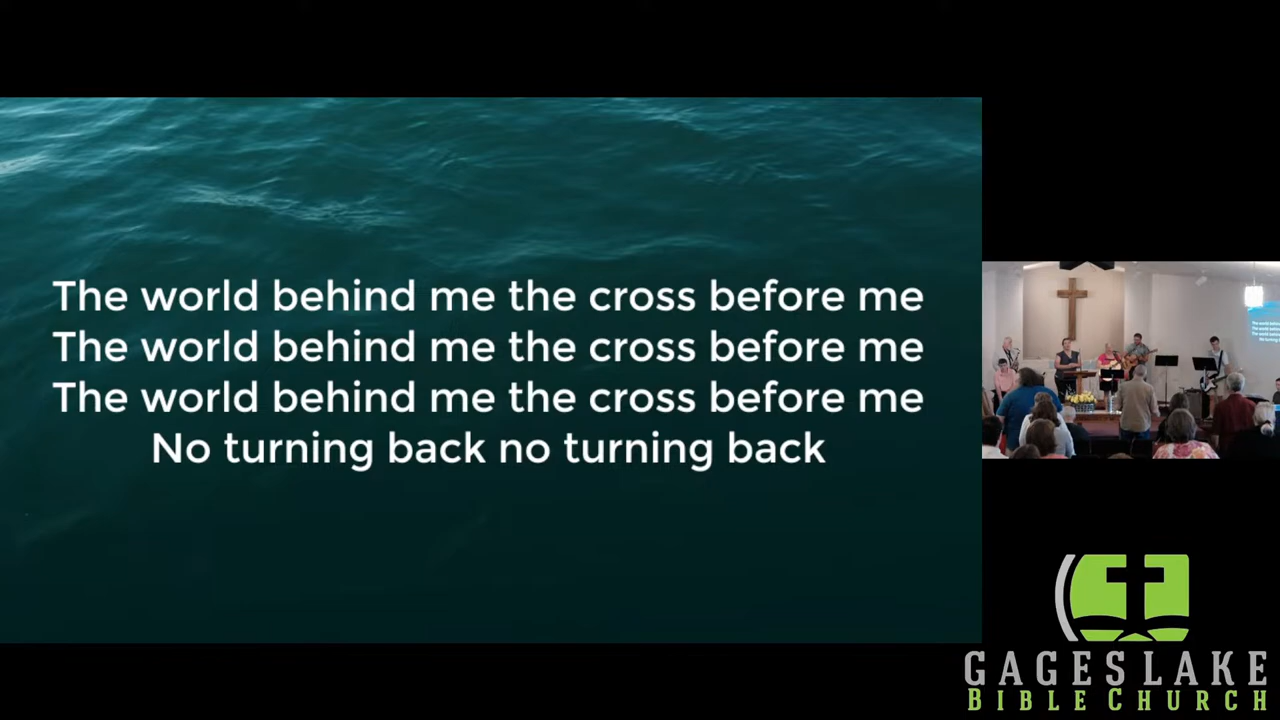 The world behind me the cross before me
The world behind me the cross before me
The world behind me the cross before me
No turning back no turning back
GAGESLAKE
BIBLE CHURCH